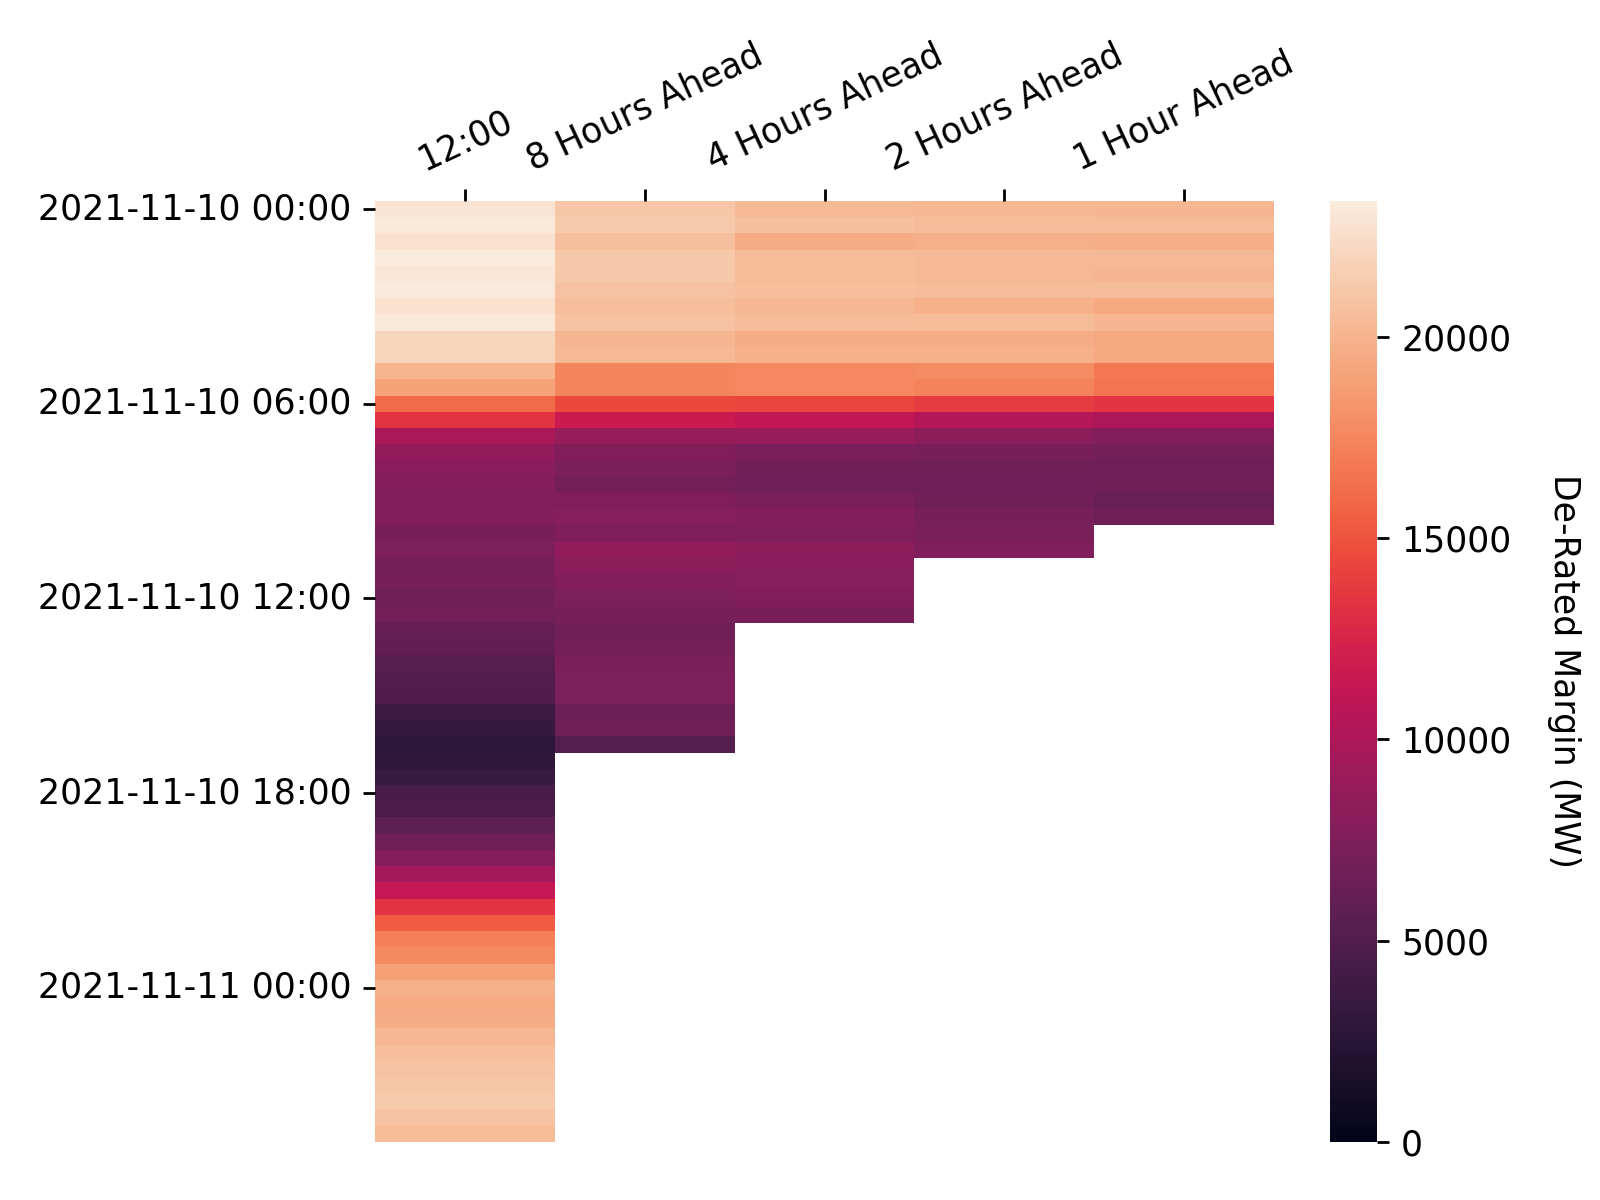 12:00
8 Hours Ahead
4 Hours Ahead
2 Hours Ahead
1 Hour Ahead
2021-11-10 00:00
2021-11-10 06:00
2021-11-10 12:00
2021-11-10 18:00
2021-11-11 00:00
20000
15000
10000
5000
0
De-Rated Margin (MW)